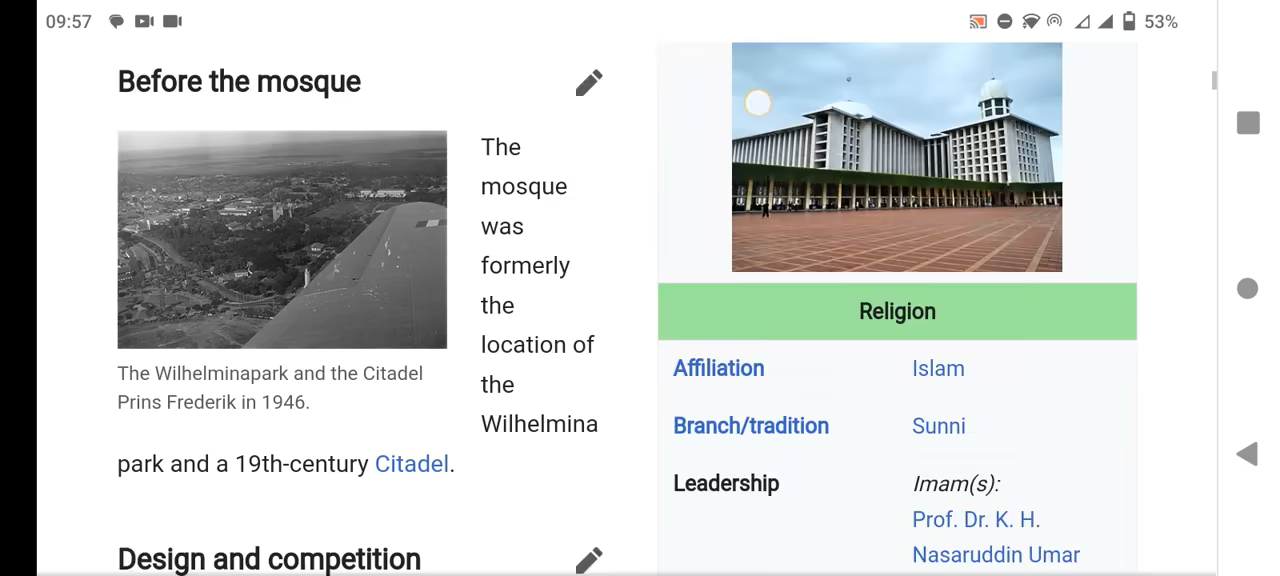 09:57
53%
Before the mosque
The
mosque
was
formerly
the
location of
the
Wilhelmina
park and a 19th-century Citadel.
The Wilhelminapark and the Citadel
Prins Frederik in 1946.
Design and competition
Religion
Affiliation Islam
Branch/tradition Sunni
Leadership Imam(s):
Prof. Dr. K. H.
Nasaruddin Umar